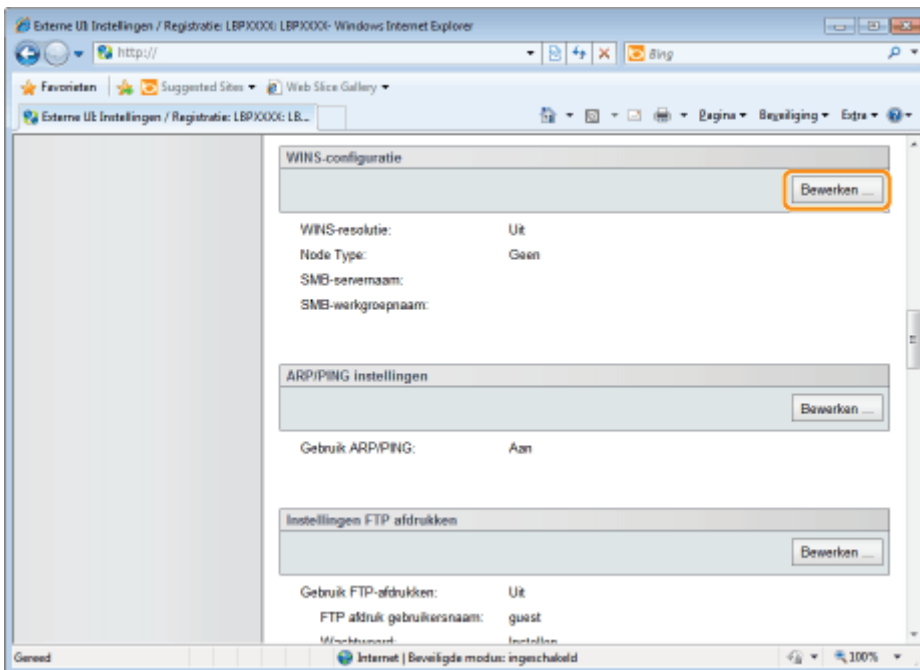 Externe UI: Instellingen / Registratie: LBPXXXX: LBPXXXX- Windows Internet Explorer
http:// Bing
Favorieten Suggested Sites Web Slice Gallery
Externe UI: Instellingen / Registratie: LBPXXXX: LB... Pagina Beveiliging Extra
WINS-configuratie
Bewerken ...
WINS-resolutie: Uit
Node Type: Geen
SMB-servernaam:
SMB-werkgroepnaam:
ARP/PING instellingen
Bewerken ...
Gebruik ARP/PING: Aan
Instellingen FTP afdrukken
Bewerken ...
Gebruik FTP-afdrukken: Uit
FTP afdruk gebruikersnaam: guest
Wachtwoord: Instellen
Gereed Internet | Beveiligde modus: ingeschakeld 100%